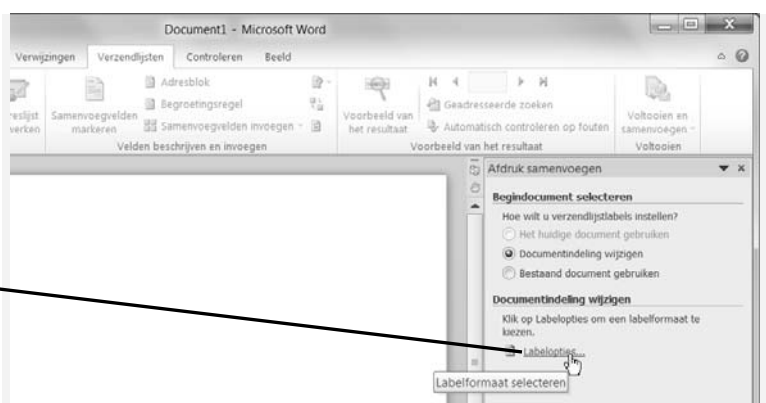 Document1 - Microsoft Word
Verwijzingen Verzendlijsten Controleren Beeld
Adresblok
Begroetingsregel
Samenvoegvelden invoegen
Samenvoegvelden
markeren
Velden beschrijven en invoegen
Voorbeeld van
het resultaat
Geadresseerde zoeken
Automatisch controleren op fouten
Voorbeeld van het resultaat
Voltooien en
samenvoegen
Voltooien
Afdruk samenvoegen
Begindocument selecteren
Hoe wilt u verzendlijstlabels instellen?
Het huidige document gebruiken
Documentindeling wijzigen
Bestaand document gebruiken
Documentindeling wijzigen
Klik op Labelopties om een labelformaat te
kiezen.
Labelopties...
Labelformaat selecteren